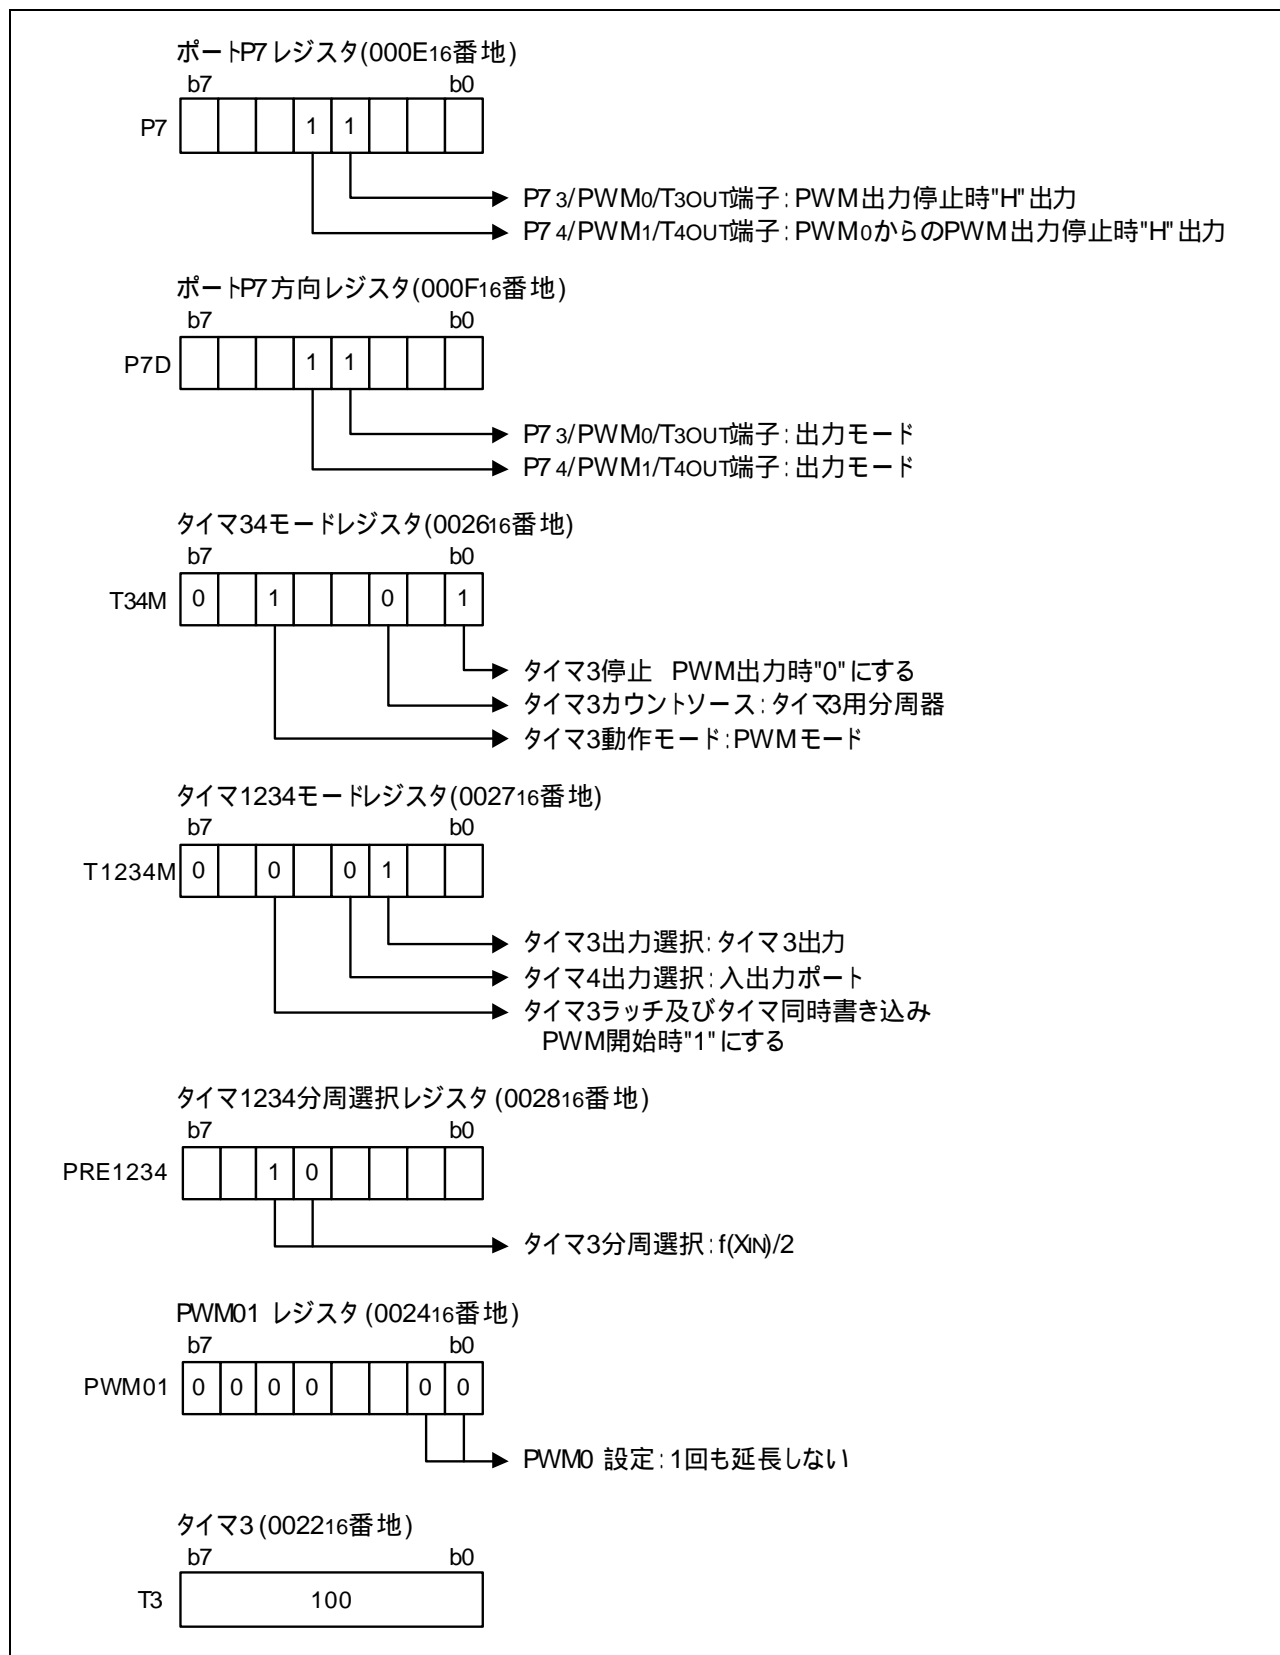 ポートP7レジスタ(000E16番地)
b7 b0
P7 1 1
P73/PWM0/T3OUT端子:PWM出力停止時"H"出力
P74/PWM1/T4OUT端子:PWM0からのPWM出力停止時"H"出力
ポートP7方向レジスタ(000F16番地)
b7 b0
P7D 1 1
P73/PWM0/T3OUT端子:出力モード
P74/PWM1/T4OUT端子:出力モード
タイマ34モードレジスタ(002616番地)
b7 b0
T34M 0 1 0 1
タイマ3停止 PWM出力時"0"にする
タイマ3カウントソース:タイマ3用分周器
タイマ3動作モード:PWMモード
タイマ1234モードレジスタ(002716番地)
b7 b0
T1234M 0 0 0 1
タイマ3出力選択:タイマ3出力
タイマ4出力選択:入出力ポート
タイマ3ラッチ及びタイマ同時書き込み
PWM開始時"1"にする
タイマ1234分周選択レジスタ(002816番地)
b7 b0
PRE1234 1 0
タイマ3分周選択:f(XIN)/2
PWM01 レジスタ(002416番地)
b7 b0
PWM01 0 0 0 0 0 0
PWM0 設定:1回も延長しない
タイマ3(002216番地)
b7 b0
T3 100